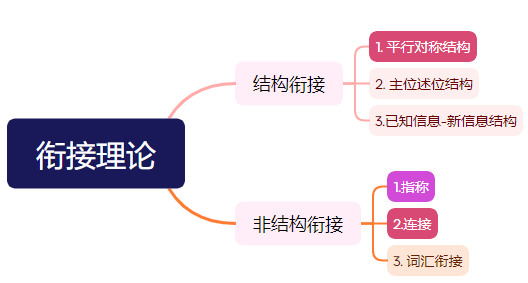 衔接理论
结构衔接
1. 平行对称结构
2. 主位述位结构
3.已知信息-新信息结构
非结构衔接
1.指称
2.连接
3. 词汇衔接